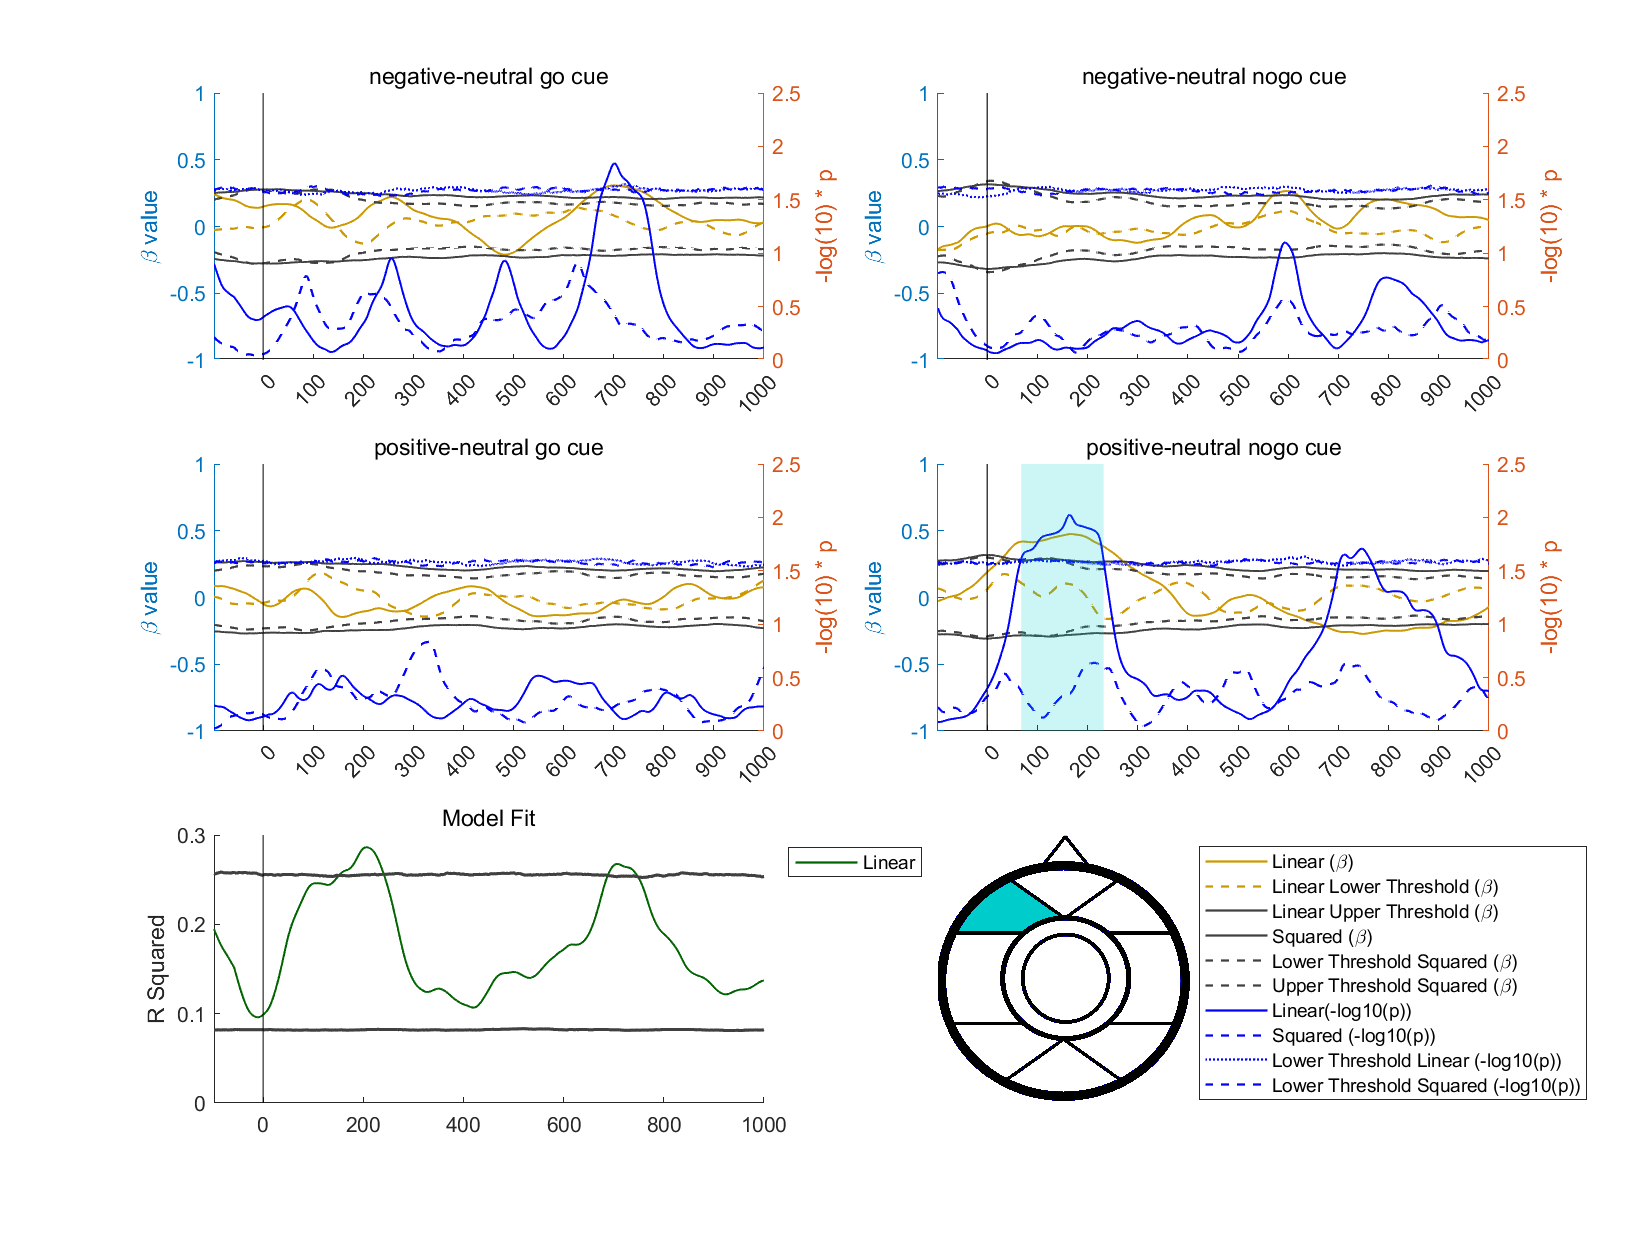 negative-neutral go cue
1
0.5
0
-0.5
-1
β value
2.5
2
1.5
1
0.5
0
-log(10) * p
0 100 200 300 400 500 600 700 800 900 1000
negative-neutral nogo cue
1
0.5
0
-0.5
-1
β value
2.5
2
1.5
1
0.5
0
-log(10) * p
0 100 200 300 400 500 600 700 800 900 1000
positive-neutral go cue
1
0.5
0
-0.5
-1
β value
2.5
2
1.5
1
0.5
0
-log(10) * p
0 100 200 300 400 500 600 700 800 900 1000
positive-neutral nogo cue
1
0.5
0
-0.5
-1
β value
2.5
2
1.5
1
0.5
0
-log(10) * p
0 100 200 300 400 500 600 700 800 900 1000
Model Fit
0.3
0.2
0.1
0
R Squared
0 200 400 600 800 1000
Linear
Linear (β)
Linear Lower Threshold (β)
Linear Upper Threshold (β)
Squared (β)
Lower Threshold Squared (β)
Upper Threshold Squared (β)
Linear(-log10(p))
Squared (-log10(p))
Lower Threshold Linear (-log10(p))
Lower Threshold Squared (-log10(p))